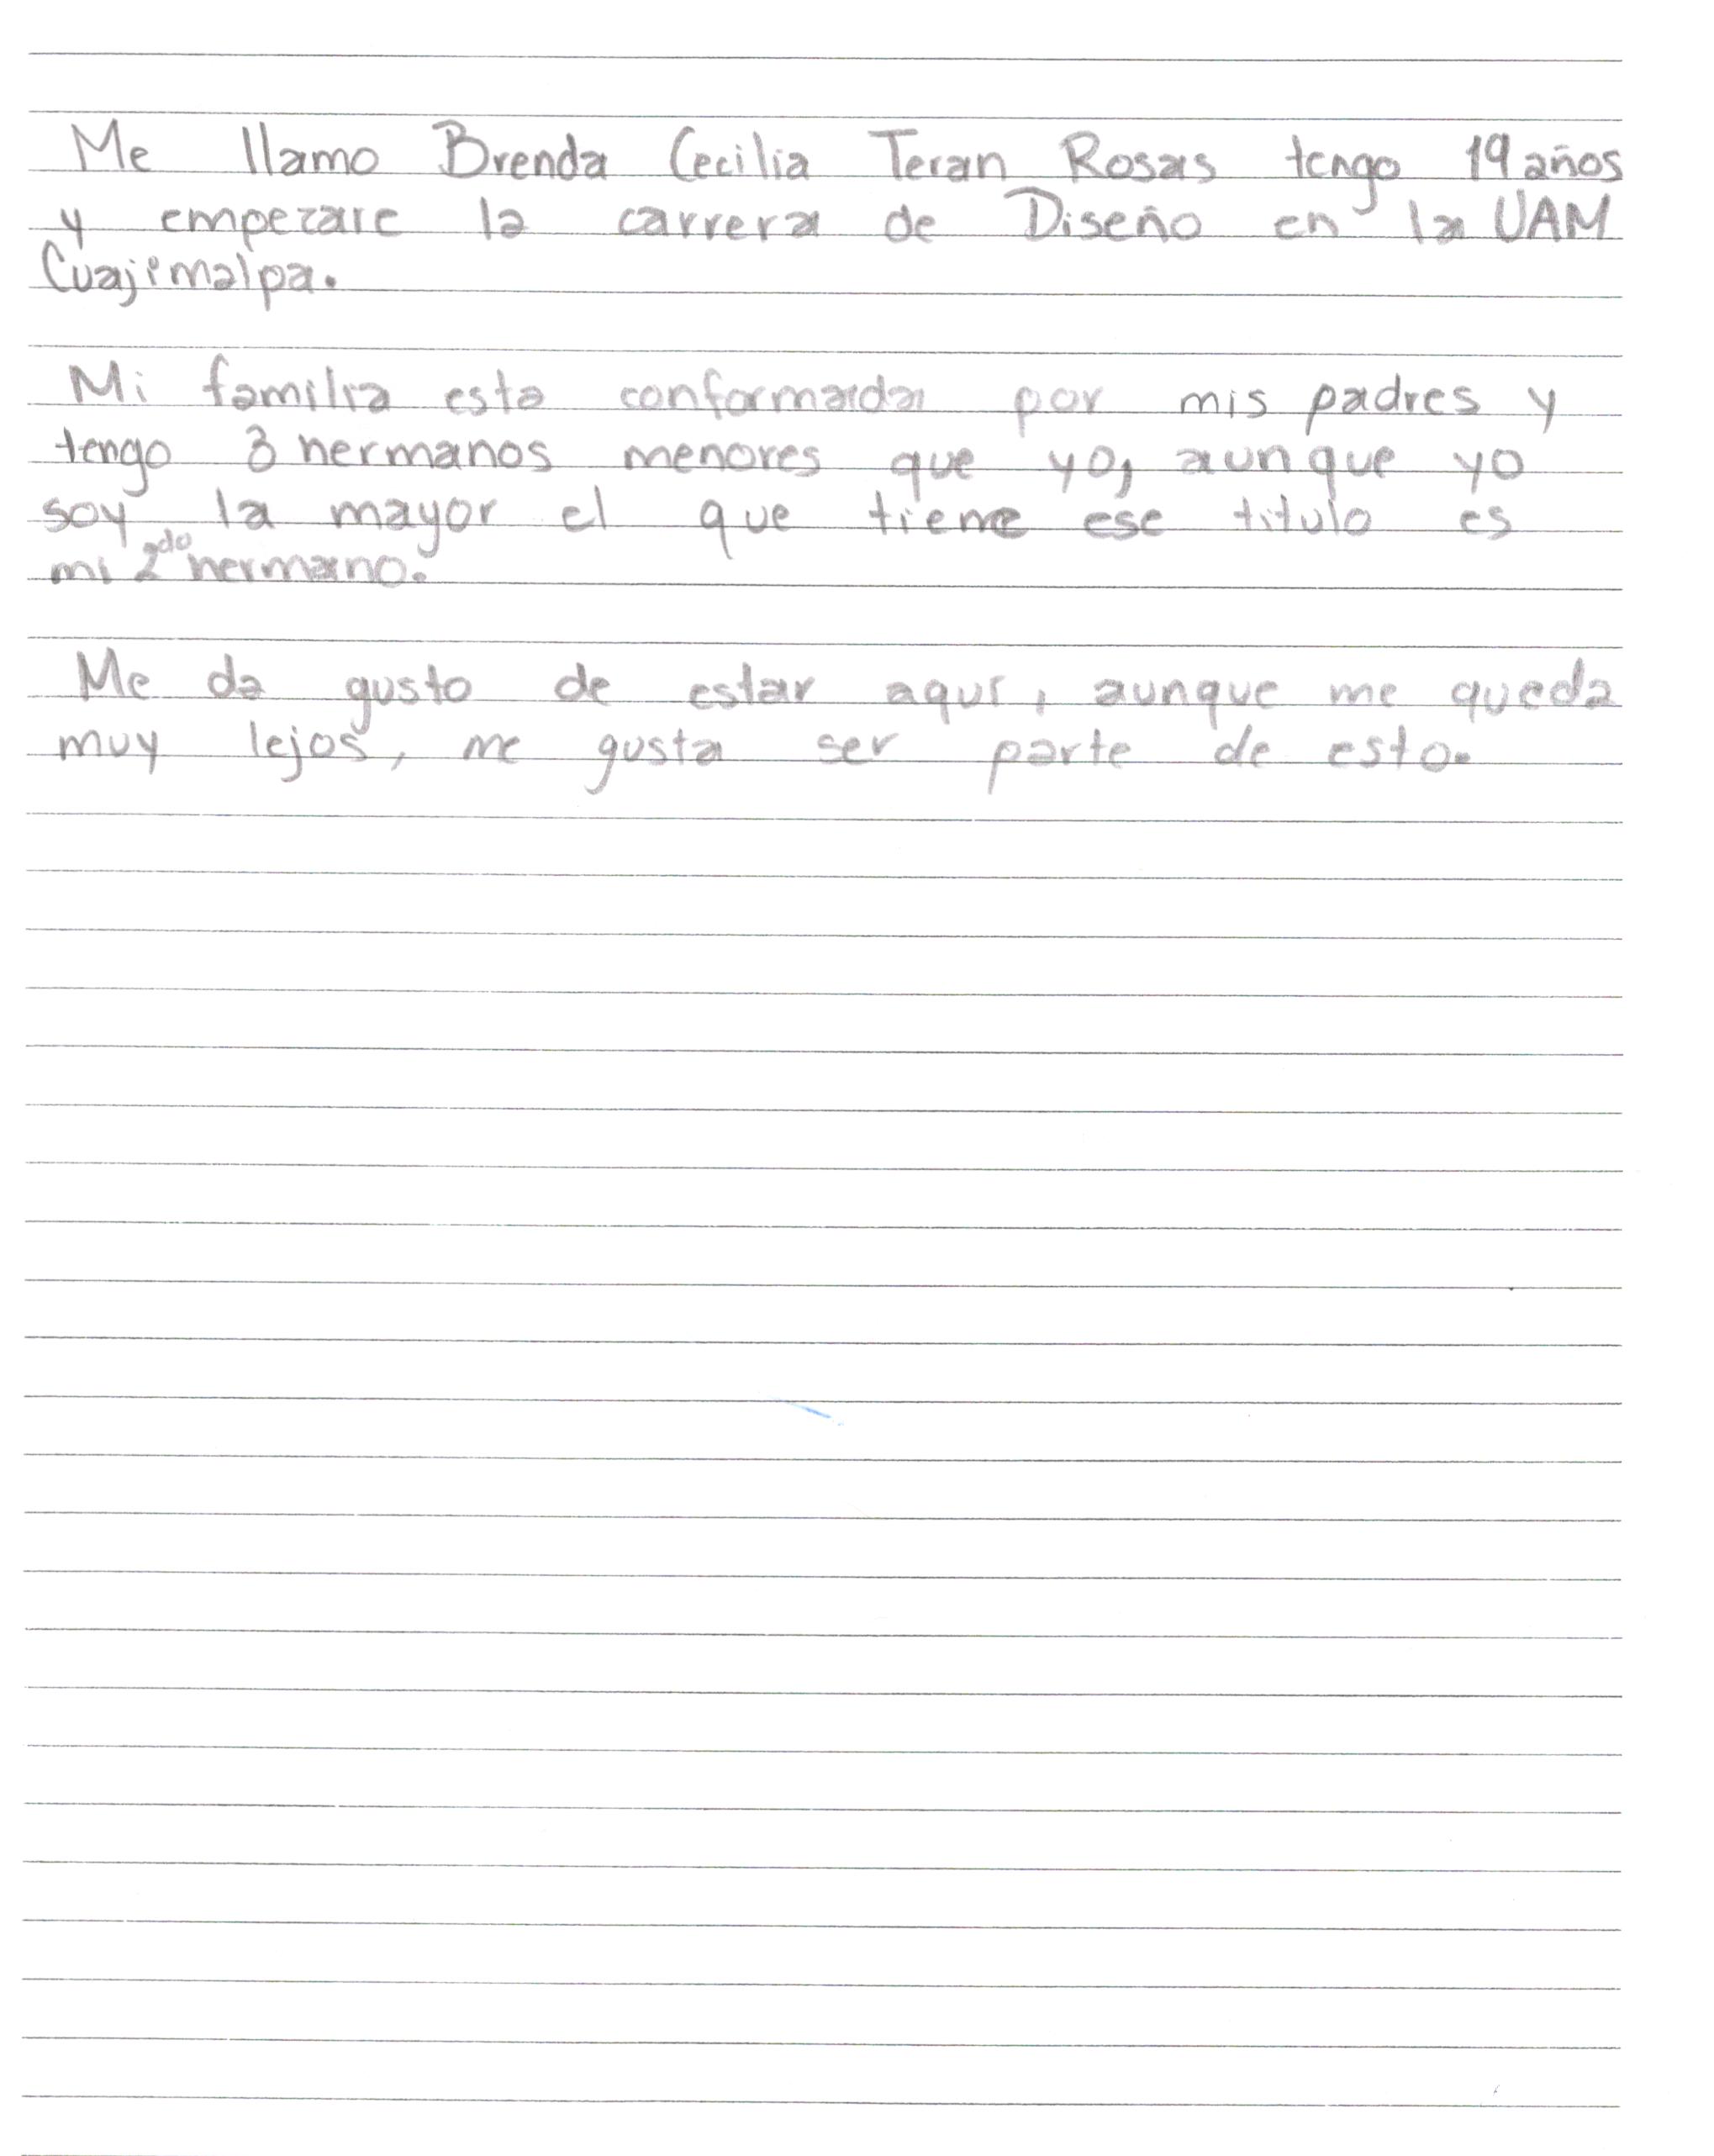 Me llamo Brenda Cecilia Teran Rosas tengo 19 años
y empezare la carrera de Diseño en la UAM
Cuajimalpa.
Mi familia esta conformada por mis padres y
tengo 3 hermanos menores que yo, aunque yo
soy la mayor el que tiene ese titulo es
mi 2do hermano.
Me da gusto de estar aquí, aunque me queda
muy lejos, me gusta ser parte de esto.